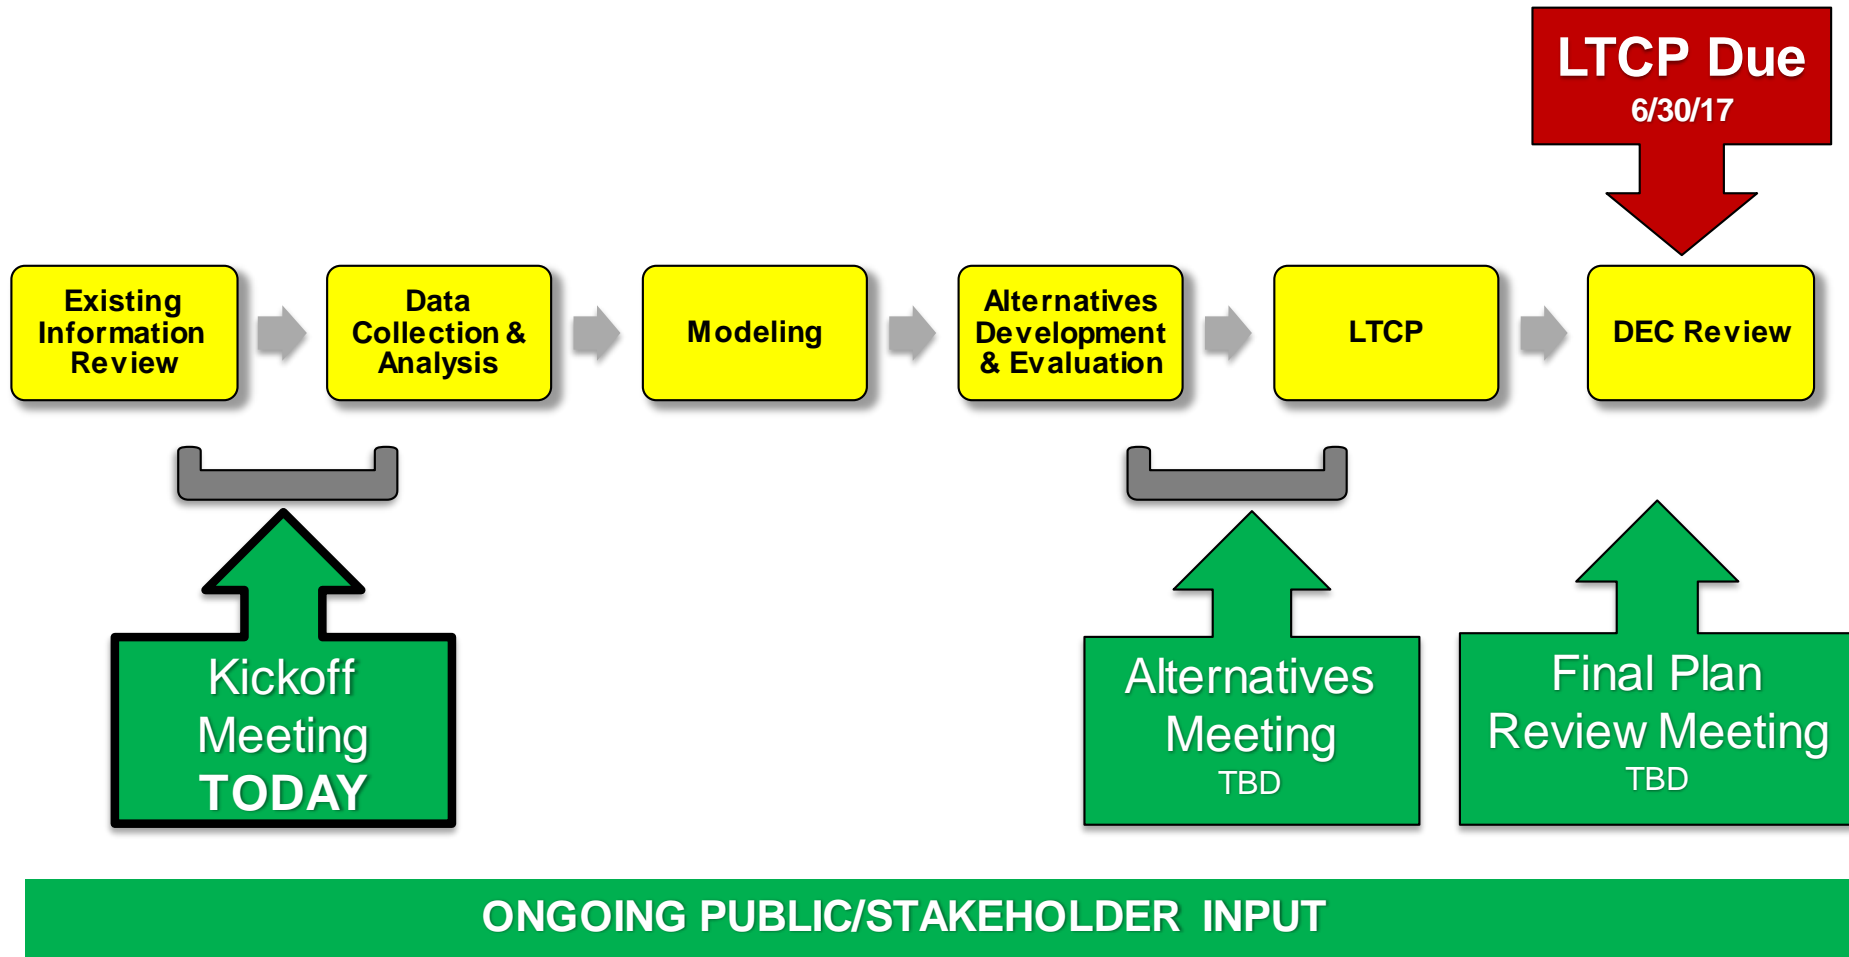 LTCP Due
6/30/17
Existing
Information
Review
Data
Collection &
Analysis
Modeling
Alternatives
Development
& Evaluation
LTCP
DEC Review
Kickoff
Meeting
TODAY
Alternatives
Meeting
TBD
Final Plan
Review Meeting
TBD
ONGOING PUBLIC/STAKEHOLDER INPUT